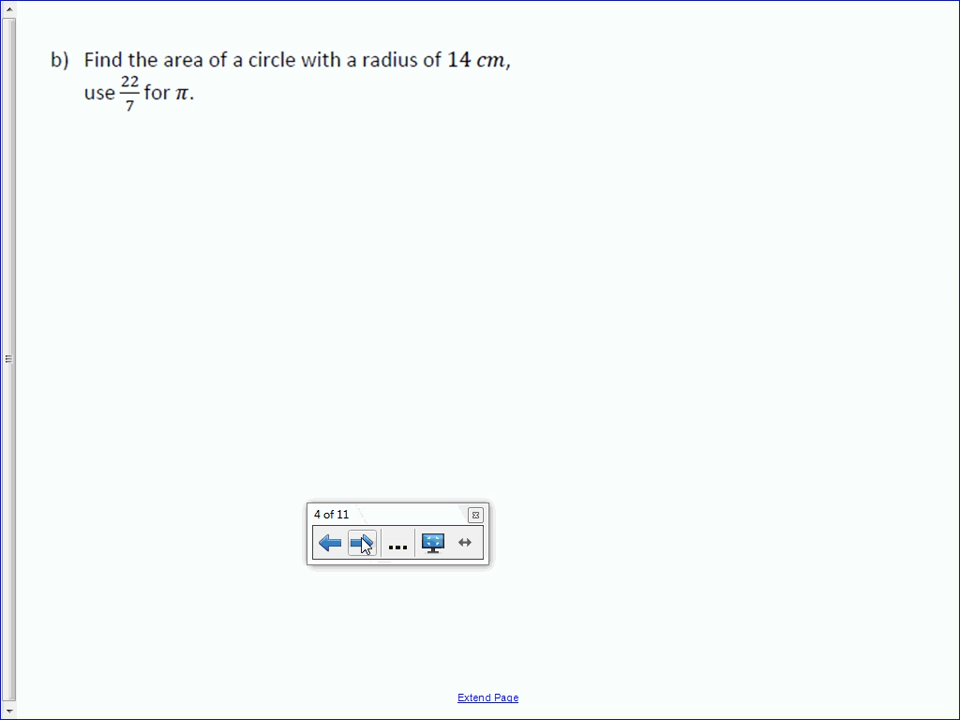 b) Find the area of a circle with a radius of 14 cm,
use 22/7 for π.
4 of 11
...
Extend Page